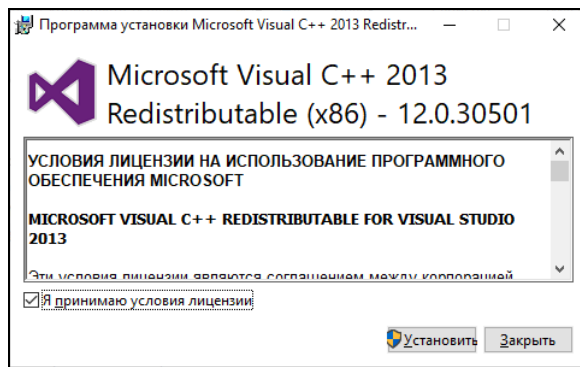 Программа установки Microsoft Visual C++ 2013 Redistr...
Microsoft Visual C++ 2013
Redistributable (x86) - 12.0.30501
УСЛОВИЯ ЛИЦЕНЗИИ НА ИСПОЛЬЗОВАНИЕ ПРОГРАММНОГО
ОБЕСПЕЧЕНИЯ MICROSOFT
MICROSOFT VISUAL C++ REDISTRIBUTABLE FOR VISUAL STUDIO
2013
Эти условия лицензии являются соглашением между корпорацией
Я принимаю условия лицензии
Установить
Закрыть